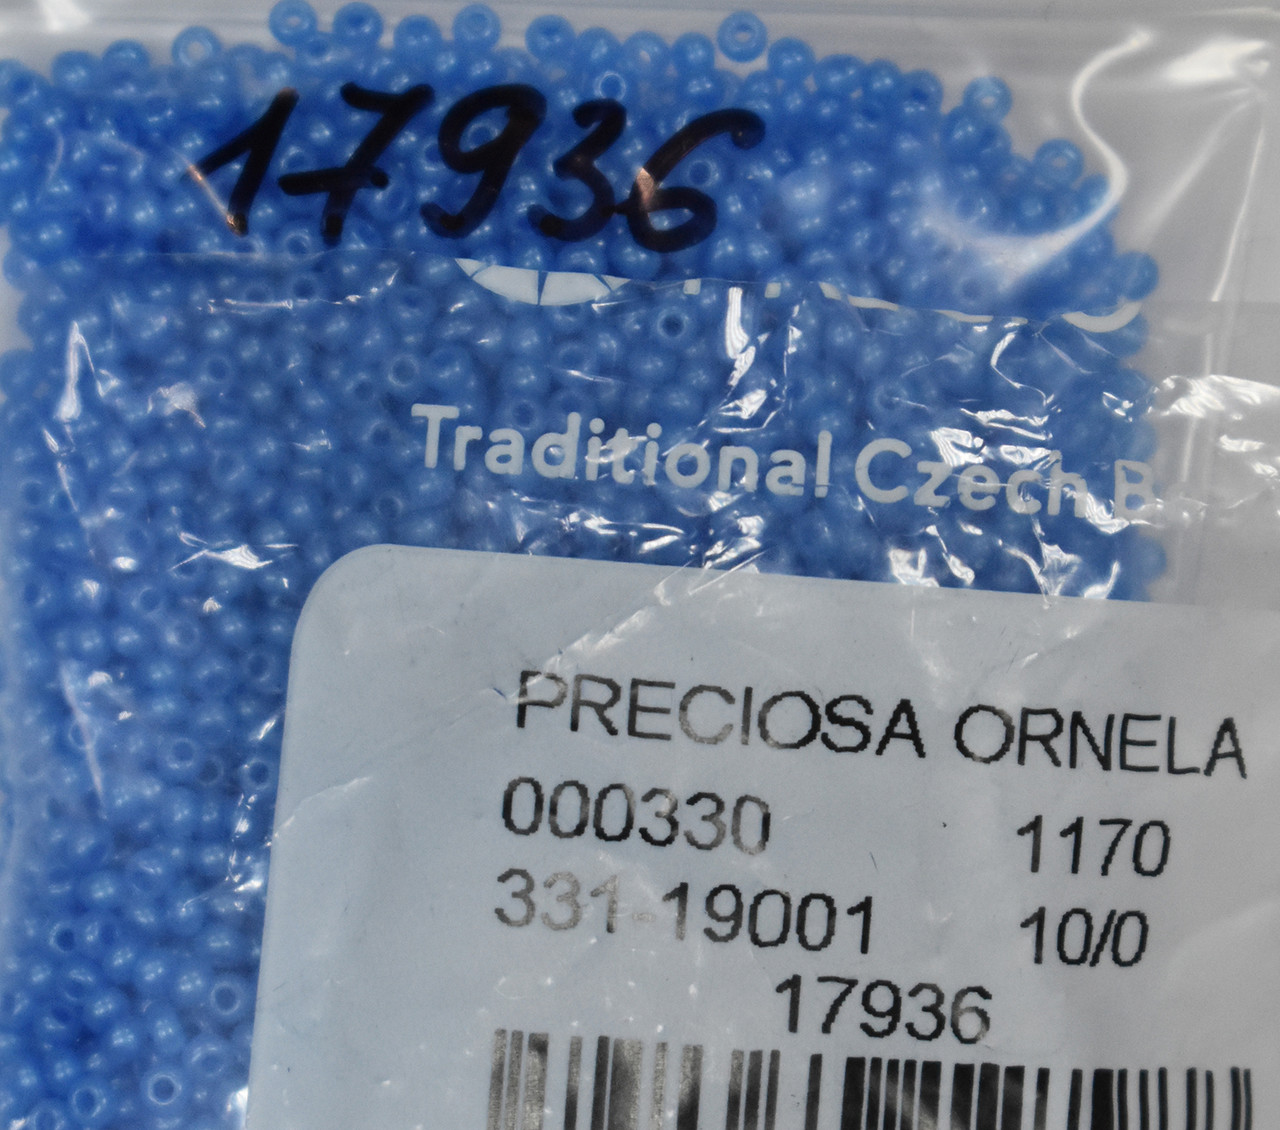 17936
Traditional Czech B
PRECIOSA ORNELA
000330 1170
331-19001 10/0
17936